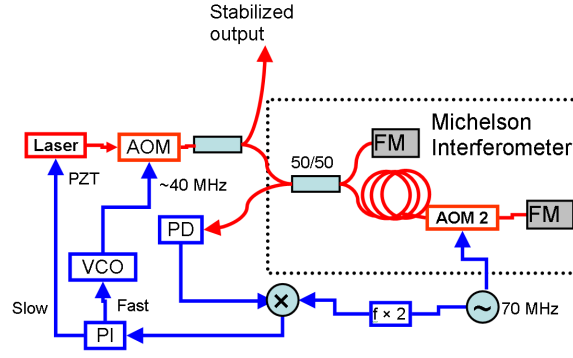 Stabilized
output
Michelson
Interferometer
Laser
AOM
50/50
FM
PZT
~40 MHz
AOM 2
FM
PD
VCO
Slow
Fast
×
~
70 MHz
f × 2
PI